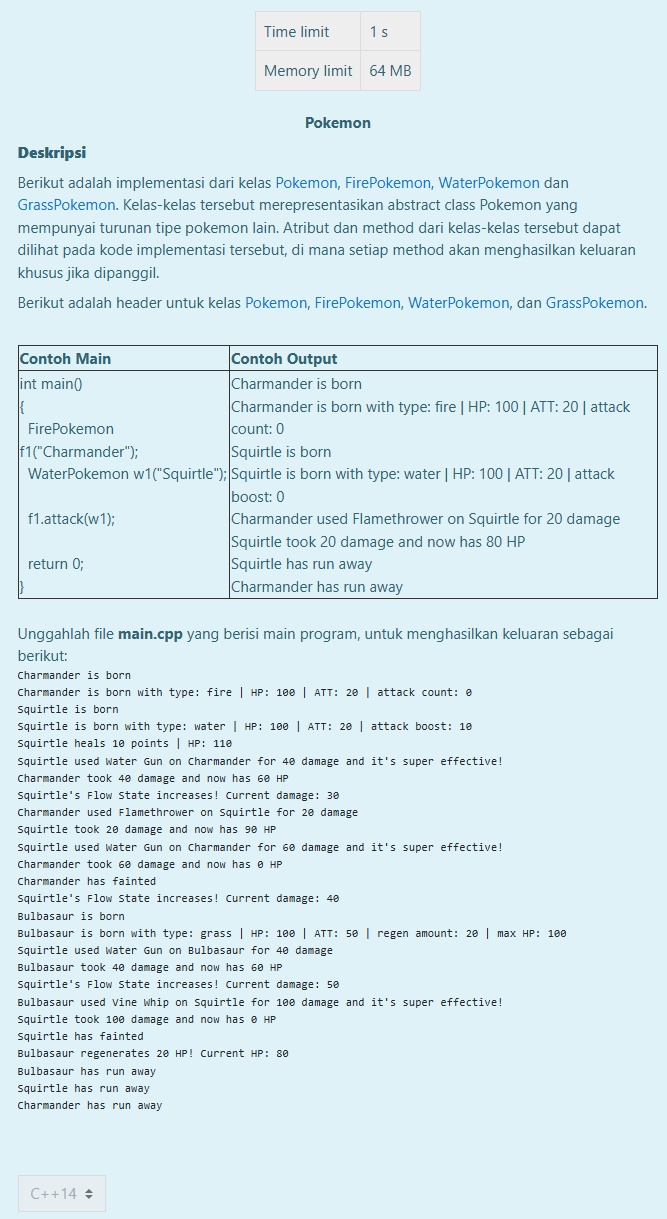 Time limit 1 s
Memory limit 64 MB
Pokemon
Deskripsi
Berikut adalah implementasi dari kelas Pokemon, FirePokemon, WaterPokemon dan
GrassPokemon. Kelas-kelas tersebut merepresentasikan abstract class Pokemon yang
mempunyai turunan tipe pokemon lain. Atribut dan method dari kelas-kelas tersebut dapat
dilihat pada kode implementasi tersebut, di mana setiap method akan menghasilkan keluaran
khusus jika dipanggil.
Berikut adalah header untuk kelas Pokemon, FirePokemon, WaterPokemon, dan GrassPokemon.
Contoh Main
int main()
{
FirePokemon
f1("Charmander");
WaterPokemon w1("Squirtle");
f1.attack(w1);
return 0;
}
Contoh Output
Charmander is born
Charmander is born with type: fire | HP: 100 | ATT: 20 | attack
count: 0
Squirtle is born
Squirtle is born with type: water | HP: 100 | ATT: 20 | attack
boost: 0
Charmander used Flamethrower on Squirtle for 20 damage
Squirtle took 20 damage and now has 80 HP
Squirtle has run away
Charmander has run away
Unggahlah file main.cpp yang berisi main program, untuk menghasilkan keluaran sebagai
berikut:
Charmander is born
Charmander is born with type: fire | HP: 100 | ATT: 20 | attack count: 0
Squirtle is born
Squirtle is born with type: water | HP: 100 | ATT: 20 | attack boost: 10
Squirtle heals 10 points | HP: 110
Squirtle used Water Gun on Charmander for 40 damage and it's super effective!
Charmander took 40 damage and now has 60 HP
Squirtle's Flow State increases! Current damage: 30
Charmander used Flamethrower on Squirtle for 20 damage
Squirtle took 20 damage and now has 90 HP
Squirtle used Water Gun on Charmander for 60 damage and it's super effective!
Charmander took 60 damage and now has 0 HP
Charmander has fainted
Squirtle's Flow State increases! Current damage: 40
Bulbasaur is born
Bulbasaur is born with type: grass | HP: 100 | ATT: 50 | regen amount: 20 | max HP: 100
Squirtle used Water Gun on Bulbasaur for 40 damage
Bulbasaur took 40 damage and now has 60 HP
Squirtle's Flow State increases! Current damage: 50
Bulbasaur used Vine Whip on Squirtle for 100 damage and it's super effective!
Squirtle took 100 damage and now has 0 HP
Squirtle has fainted
Bulbasaur regenerates 20 HP! Current HP: 80
Bulbasaur has run away
Squirtle has run away
Charmander has run away
C++14